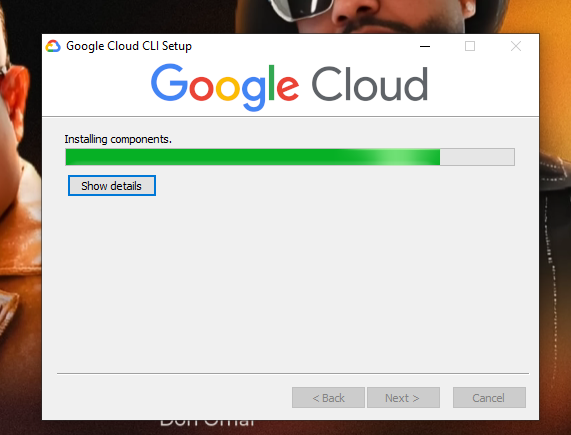 Google Cloud CLI Setup
Google Cloud
Installing components.
Show details
< Back
Next >
Cancel
Don Omar